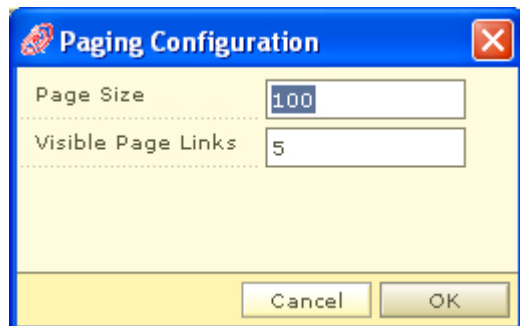 Paging Configuration
Page Size 100
Visible Page Links 5
Cancel OK